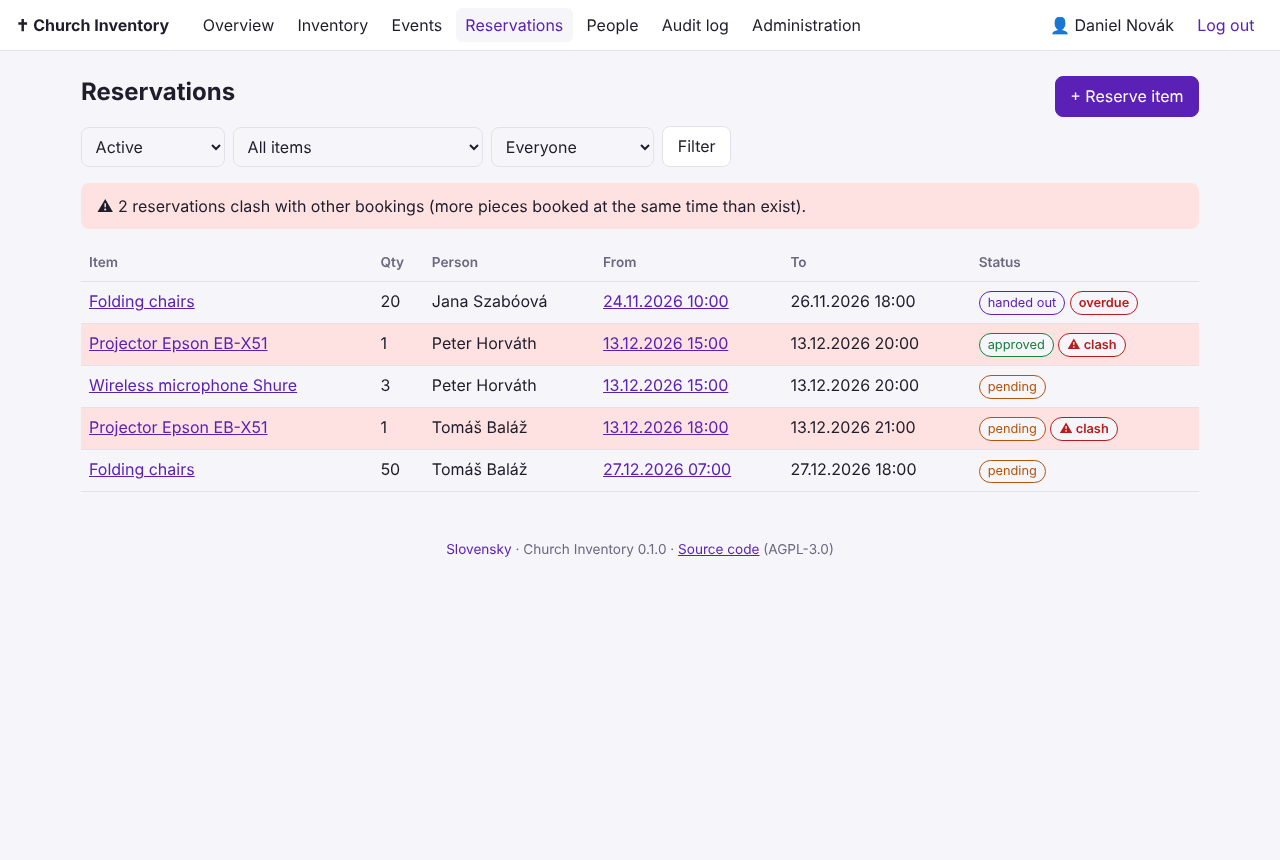 ✝ Church Inventory Overview Inventory Events Reservations People Audit log Administration 👤 Daniel Novák Log out
Reservations
+ Reserve item
Active All items Everyone Filter
⚠ 2 reservations clash with other bookings (more pieces booked at the same time than exist).
Item Qty Person From To Status
Folding chairs 20 Jana Szabóová 24.11.2026 10:00 26.11.2026 18:00 handed out overdue
Projector Epson EB-X51 1 Peter Horváth 13.12.2026 15:00 13.12.2026 20:00 approved ⚠ clash
Wireless microphone Shure 3 Peter Horváth 13.12.2026 15:00 13.12.2026 20:00 pending
Projector Epson EB-X51 1 Tomáš Baláž 13.12.2026 18:00 13.12.2026 21:00 pending ⚠ clash
Folding chairs 50 Tomáš Baláž 27.12.2026 07:00 27.12.2026 18:00 pending
Slovensky · Church Inventory 0.1.0 · Source code (AGPL-3.0)